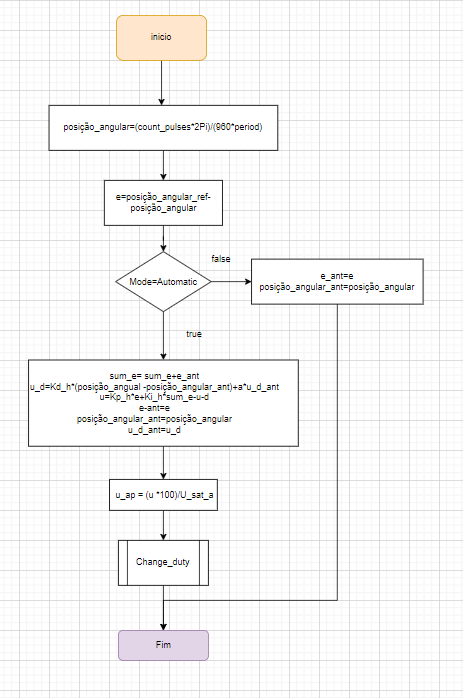 inicio
posição_angular=(count_pulses*2Pi)/(960*period)
e=posição_angular_ref-
posição_angular
Mode=Automatic
false
e_ant=e
posição_angular_ant=posição_angular
true
sum_e= sum_e+e_ant
u_d=Kd_h*(posição_angual -posição_angular_ant)+a*u_d_ant
u=Kp_h*e+Ki_h*sum_e-u-d
e-ant=e
posição_angular_ant=posição_angular
u_d_ant=u_d
u_ap = (u *100)/U_sat_a
Change_duty
Fim